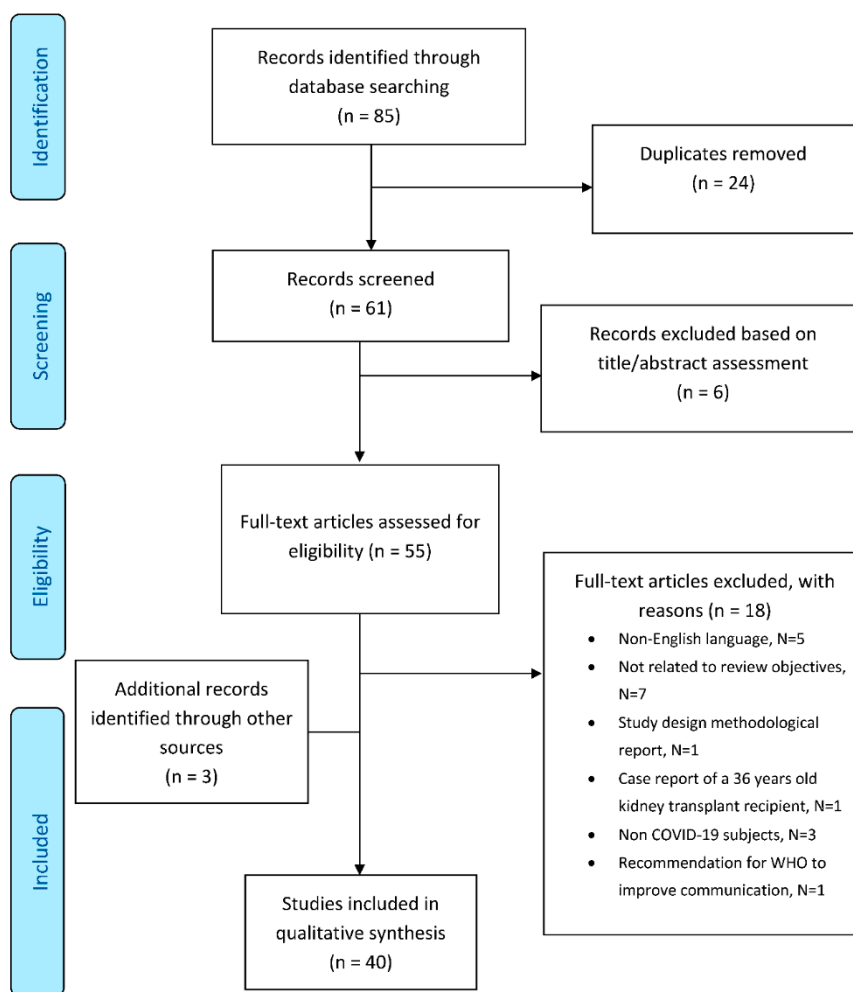 Identification
Records identified through
database searching
(n = 85)
Duplicates removed
(n = 24)
Screening
Records screened
(n = 61)
Records excluded based on
title/abstract assessment
(n = 6)
Eligibility
Full-text articles assessed for
eligibility (n = 55)
Full-text articles excluded, with
reasons (n = 18)
• Non-English language, N=5
• Not related to review objectives,
N=7
• Study design methodological
report, N=1
• Case report of a 36 years old
kidney transplant recipient, N=1
• Non COVID-19 subjects, N=3
• Recommendation for WHO to
improve communication, N=1
Additional records
identified through other
sources
(n = 3)
Included
Studies included in
qualitative synthesis
(n = 40)